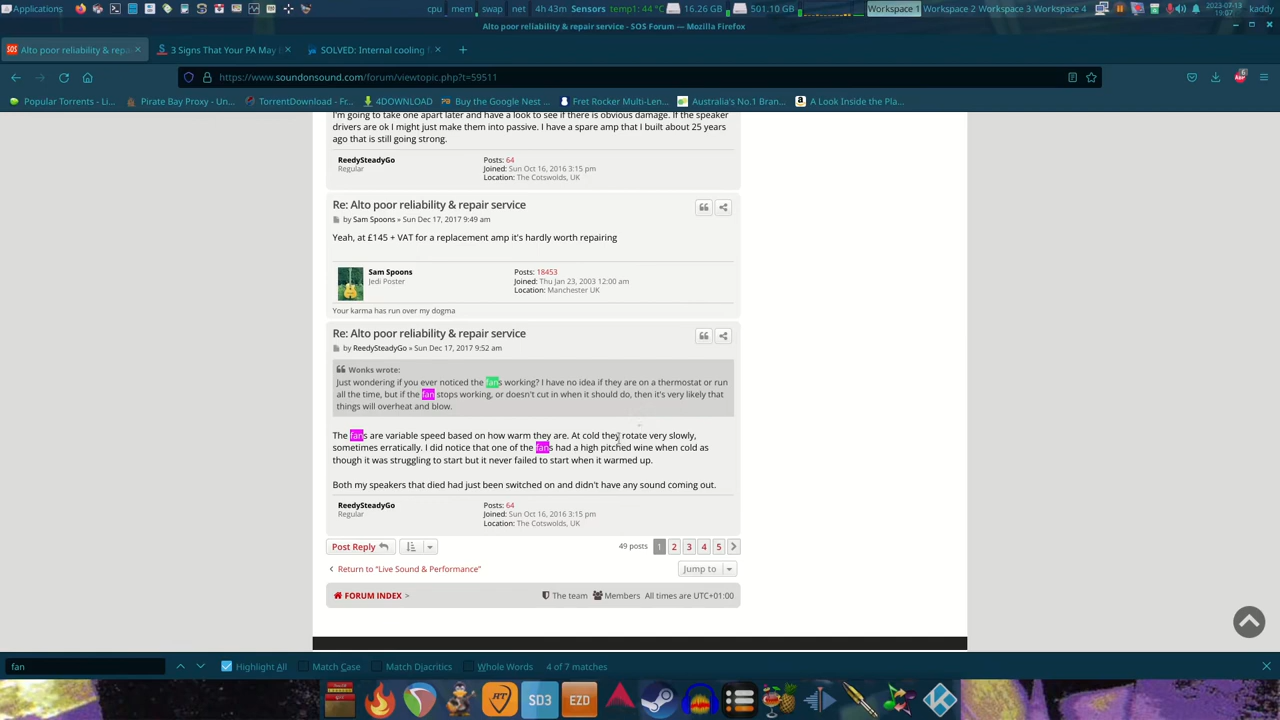 Applications
cpu mem swap net 4h 43m Sensors temp1: 44 °C 16.26 GB 501.10 GB Workspace 1 Workspace 2 Workspace 3 Workspace 4 2023-07-13 19:07 kaddy
Alto poor reliability & repair service - SOS Forum — Mozilla Firefox
SOS Alto poor reliability & repa 3 Signs That Your PA May SOLVED: Internal cooling f
https://www.soundonsound.com/forum/viewtopic.php?t=59511
Popular Torrents - Li... Pirate Bay Proxy - Un... TorrentDownload - Fr... 4DOWNLOAD Buy the Google Nest ... Fret Rocker Multi-Len... Australia's No.1 Bran... A Look Inside the Pla...
I'm going to take one apart later and have a look to see if there is obvious damage. If the speaker
drivers are ok I might just make them into passive. I have a spare amp that I built about 25 years
ago that is still going strong.
ReedySteadyGo
Regular
Posts: 64
Joined: Sun Oct 16, 2016 3:15 pm
Location: The Cotswolds, UK
Re: Alto poor reliability & repair service
by Sam Spoons » Sun Dec 17, 2017 9:49 am
Yeah, at £145 + VAT for a replacement amp it's hardly worth repairing
Sam Spoons
Jedi Poster
Posts: 18453
Joined: Thu Jan 23, 2003 12:00 am
Location: Manchester UK
Your karma has run over my dogma
Re: Alto poor reliability & repair service
by ReedySteadyGo » Sun Dec 17, 2017 9:52 am
Wonks wrote:
Just wondering if you ever noticed the fans working? I have no idea if they are on a thermostat or run
all the time, but if the fan stops working, or doesn't cut in when it should do, then it's very likely that
things will overheat and blow.
The fans are variable speed based on how warm they are. At cold they rotate very slowly,
sometimes erratically. I did notice that one of the fans had a high pitched wine when cold as
though it was struggling to start but it never failed to start when it warmed up.
Both my speakers that died had just been switched on and didn't have any sound coming out.
ReedySteadyGo
Regular
Posts: 64
Joined: Sun Oct 16, 2016 3:15 pm
Location: The Cotswolds, UK
Post Reply 49 posts 1 2 3 4 5
Return to "Live Sound & Performance" Jump to
FORUM INDEX > The team Members All times are UTC+01:00
fan Highlight All Match Case Match Diacritics Whole Words 4 of 7 matches
RT SD3 EZD